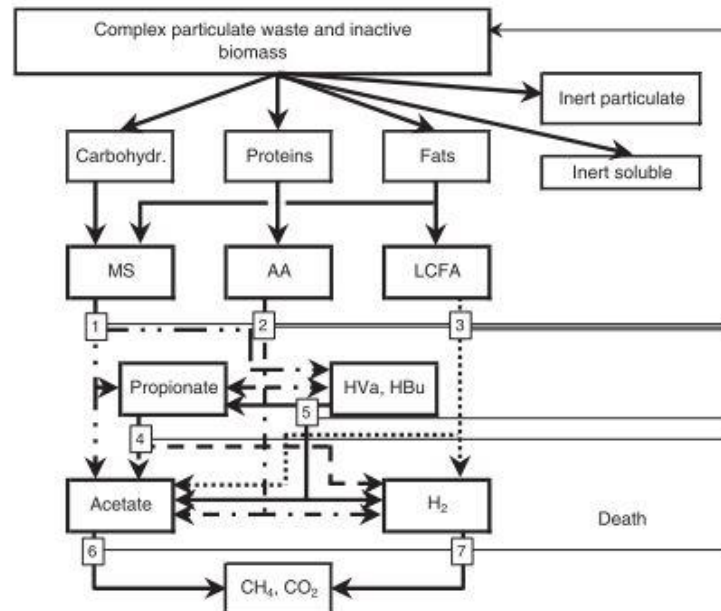 Complex particulate waste and inactive
biomass
Inert particulate
Carbohydr.
Proteins
Fats
Inert soluble
MS
AA
LCFA
1
2
3
Propionate
HVa, HBu
5
4
Acetate
H₂
Death
6
7
CH₄, CO₂